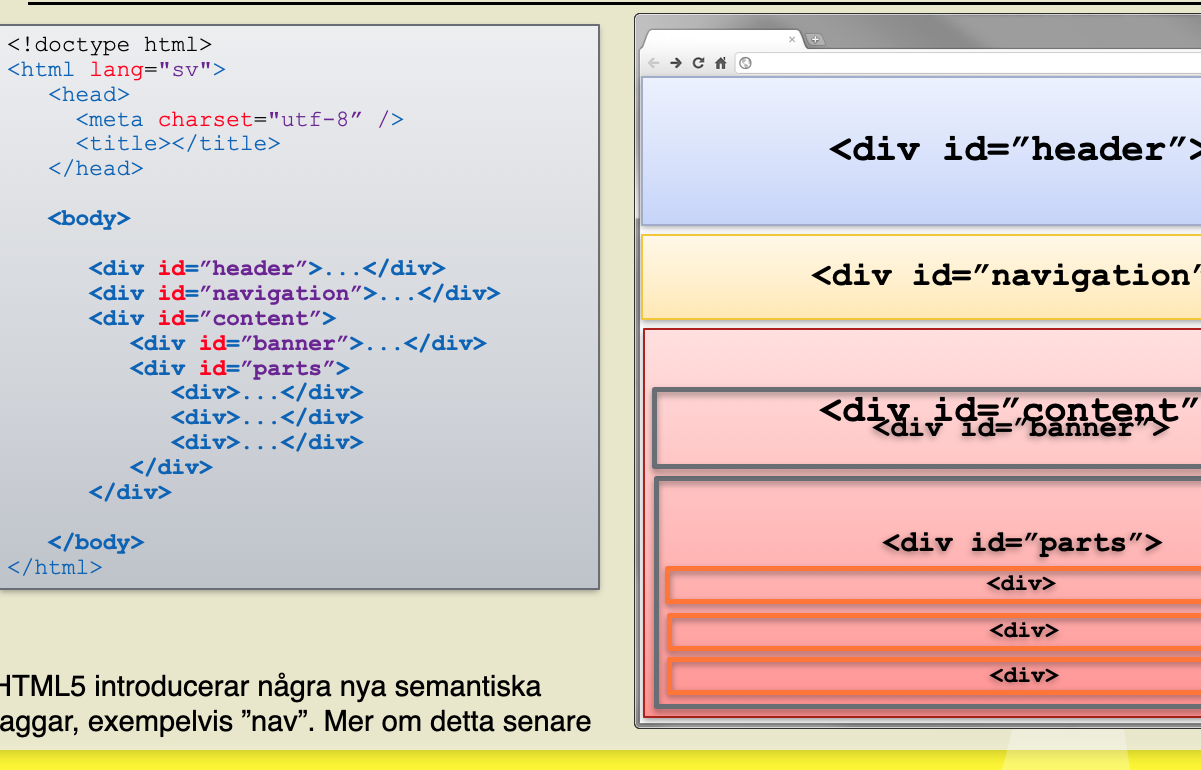 <!doctype html>
<html lang="sv">
<head>
<meta charset="utf-8” />
<title></title>
</head>
<body>
<div id=”header”>...</div>
<div id=”navigation”>...</div>
<div id=”content”>
<div id=”banner”>...</div>
<div id=”parts”>
<div>...</div>
<div>...</div>
<div>...</div>
</div>
</div>
</body>
</html>
HTML5 introducerar några nya semantiska
aggar, exempelvis ”nav”. Mer om detta senare
<div id=”header”>
<div id=”navigation”
<div id=”content”
<div id=”banner”>
<div id=”parts”>
<div>
<div>
<div>